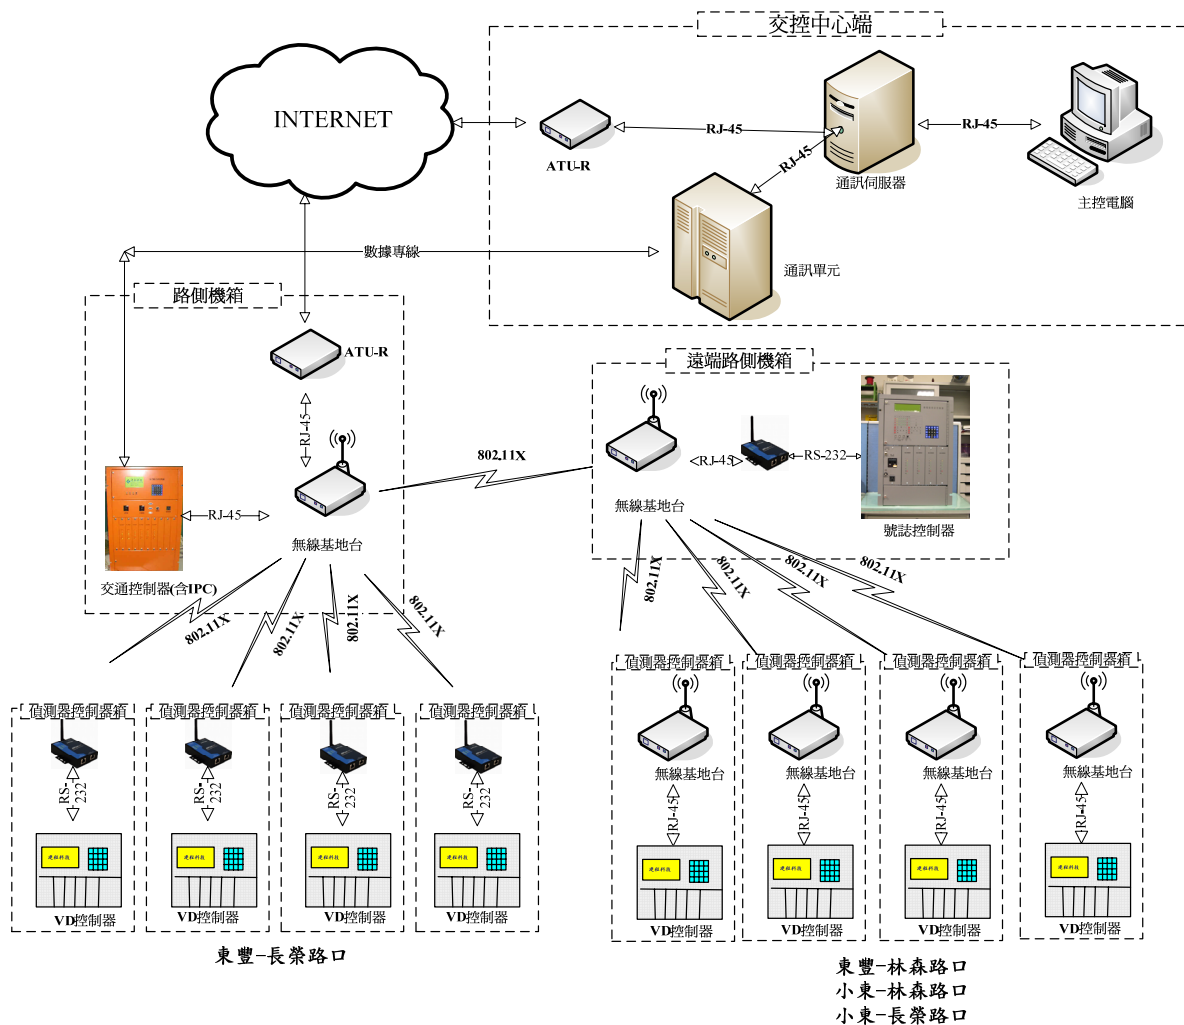 交控中心端
INTERNET
ATU-R
RJ-45
RJ-45
RJ-45
通訊伺服器
主控電腦
通訊單元
數據專線
路側機箱
ATU-R
RJ-45
RJ-45
無線基地台
交通控制器(含IPC)
802.11X
遠端路側機箱
RJ-45
RS-232
無線基地台
號誌控制器
802.11X
802.11X
802.11X
802.11X
802.11X
802.11X
802.11X
802.11X
偵測器控制器箱
偵測器控制器箱
偵測器控制器箱
偵測器控制器箱
無線基地台
無線基地台
無線基地台
無線基地台
RJ-45
RJ-45
RJ-45
RJ-45
VD控制器
VD控制器
VD控制器
VD控制器
偵測器控制器箱
偵測器控制器箱
偵測器控制器箱
偵測器控制器箱
RS-
232
RS-
232
RS-
232
RS-
232
VD控制器
VD控制器
VD控制器
VD控制器
東豐-長榮路口
東豐-林森路口
小東-林森路口
小東-長榮路口